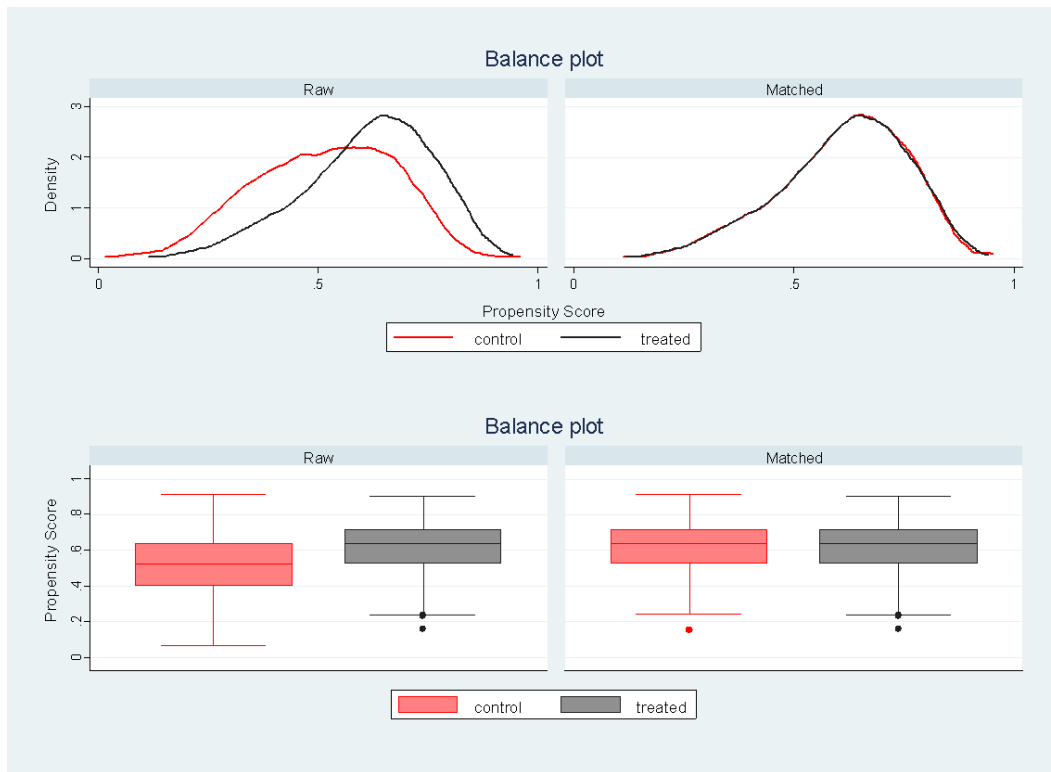 Balance plot
Raw Matched
Density
3
2
1
0
0 .5 1 0 .5 1
Propensity Score
control treated
Balance plot
Raw Matched
Propensity Score
1
.8
.6
.4
.2
0
control treated